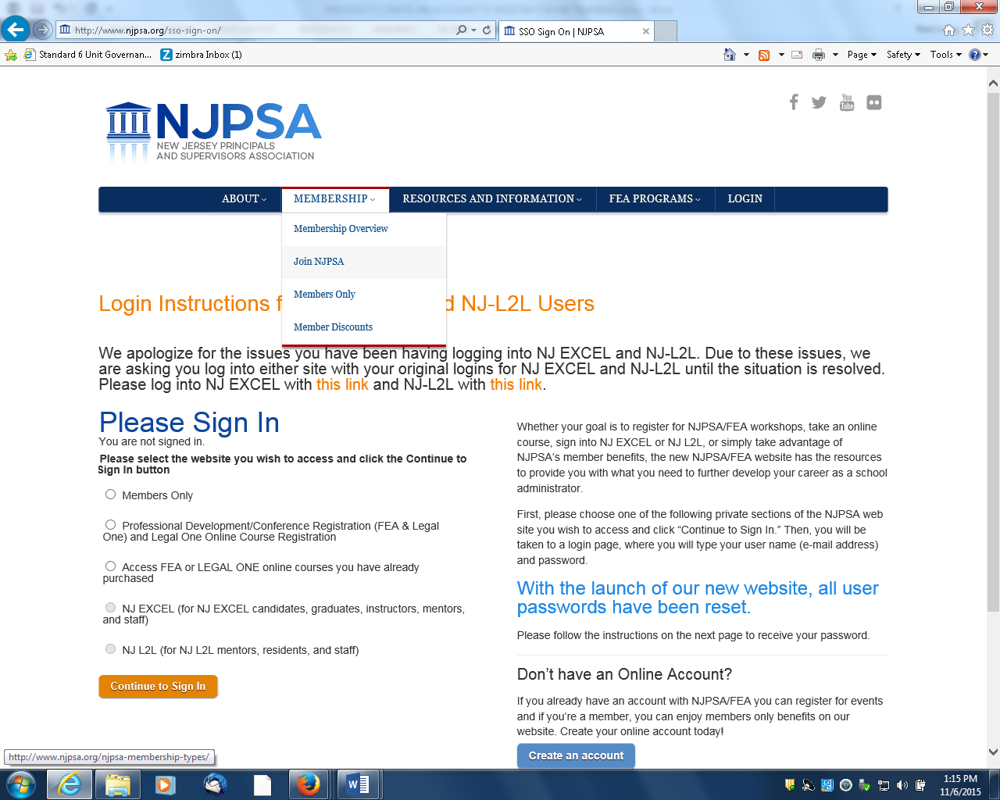 http://www.njpsa.org/sso-sign-on/
SSO Sign On | NJPSA
Standard 6 Unit Governan...
zimbra Inbox (1)
Page
Safety
Tools
NJPSA
NEW JERSEY PRINCIPALS
AND SUPERVISORS ASSOCIATION
You
Tube
ABOUT
MEMBERSHIP
RESOURCES AND INFORMATION
FEA PROGRAMS
LOGIN
Membership Overview
Join NJPSA
Members Only
Member Discounts
Login Instructions f
d NJ-L2L Users
We apologize for the issues you have been having logging into NJ EXCEL and NJ-L2L. Due to these issues, we
are asking you log into either site with your original logins for NJ EXCEL and NJ-L2L until the situation is resolved.
Please log into NJ EXCEL with this link and NJ-L2L with this link.
Please Sign In
You are not signed in.
Please select the website you wish to access and click the Continue to
Sign In button
Members Only
Professional Development/Conference Registration (FEA & Legal
One) and Legal One Online Course Registration
Access FEA or LEGAL ONE online courses you have already
purchased
NJ EXCEL (for NJ EXCEL candidates, graduates, instructors, mentors,
and staff)
NJ L2L (for NJ L2L mentors, residents, and staff)
Continue to Sign In
Whether your goal is to register for NJPSA/FEA workshops, take an online
course, sign into NJ EXCEL or NJ L2L, or simply take advantage of
NJPSA's member benefits, the new NJPSA/FEA website has the resources
to provide you with what you need to further develop your career as a school
administrator.
First, please choose one of the following private sections of the NJPSA web
site you wish to access and click “Continue to Sign In.” Then, you will be
taken to a login page, where you will type your user name (e-mail address)
and password.
With the launch of our new website, all user
passwords have been reset.
Please follow the instructions on the next page to receive your password.
Don't have an Online Account?
If you already have an account with NJPSA/FEA you can register for events
and if you're a member, you can enjoy members only benefits on our
website. Create your online account today!
Create an account
http://www.njpsa.org/njpsa-membership-types/
1:15 PM
11/6/2015